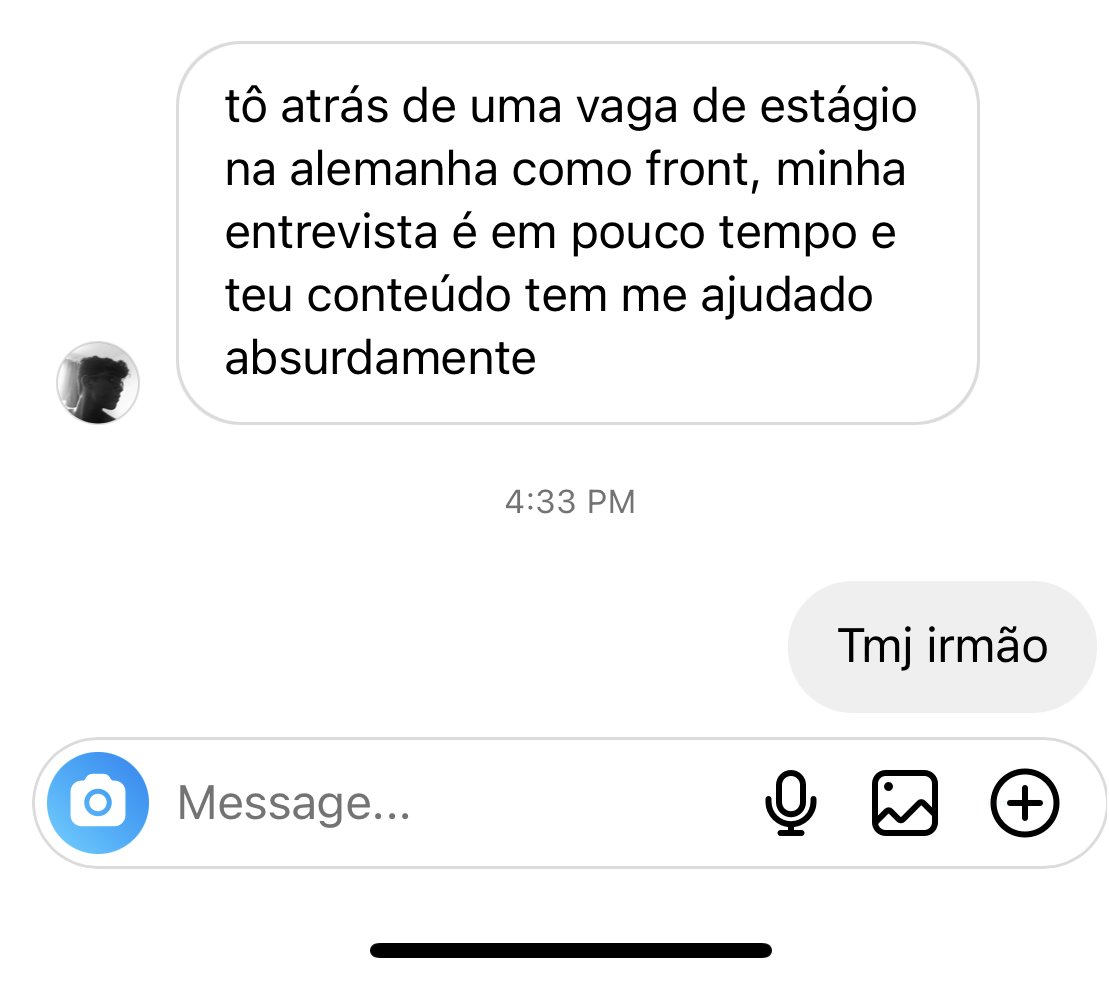 tô atrás de uma vaga de estágio
na alemanha como front, minha
entrevista é em pouco tempo e
teu conteúdo tem me ajudado
absurdamente
4:33 PM
Tmj irmão
Message...